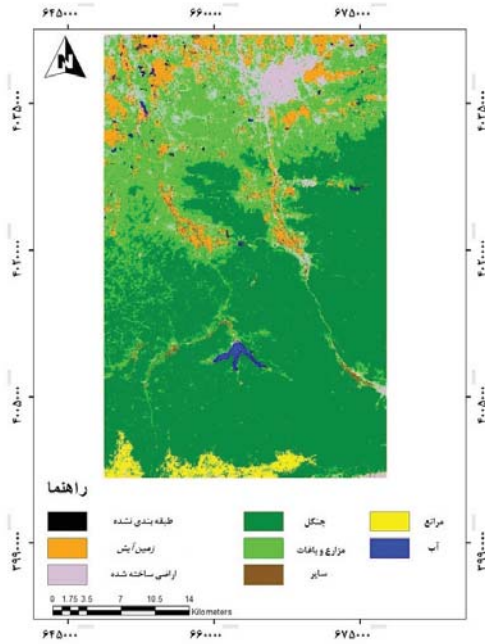 ۶۴۵۰۰۰ ۶۶۰۰۰۰ ۶۷۵۰۰۰
N
۴۰۳۵۰۰۰ ۴۰۳۵۰۰۰
۴۰۲۰۰۰۰ ۴۰۲۰۰۰۰
۴۰۰۵۰۰۰ ۴۰۰۵۰۰۰
۳۹۹۰۰۰۰ ۳۹۹۰۰۰۰
راهنما
مراتع
جنگل
طبقه بندی نشده
آب
مزارع و باغات
زمین آیش
سایر
اراضی ساخته شده
0 1.75 3.5 7 10.5 14
Kilometers
۶۴۵۰۰۰ ۶۶۰۰۰۰ ۶۷۵۰۰۰